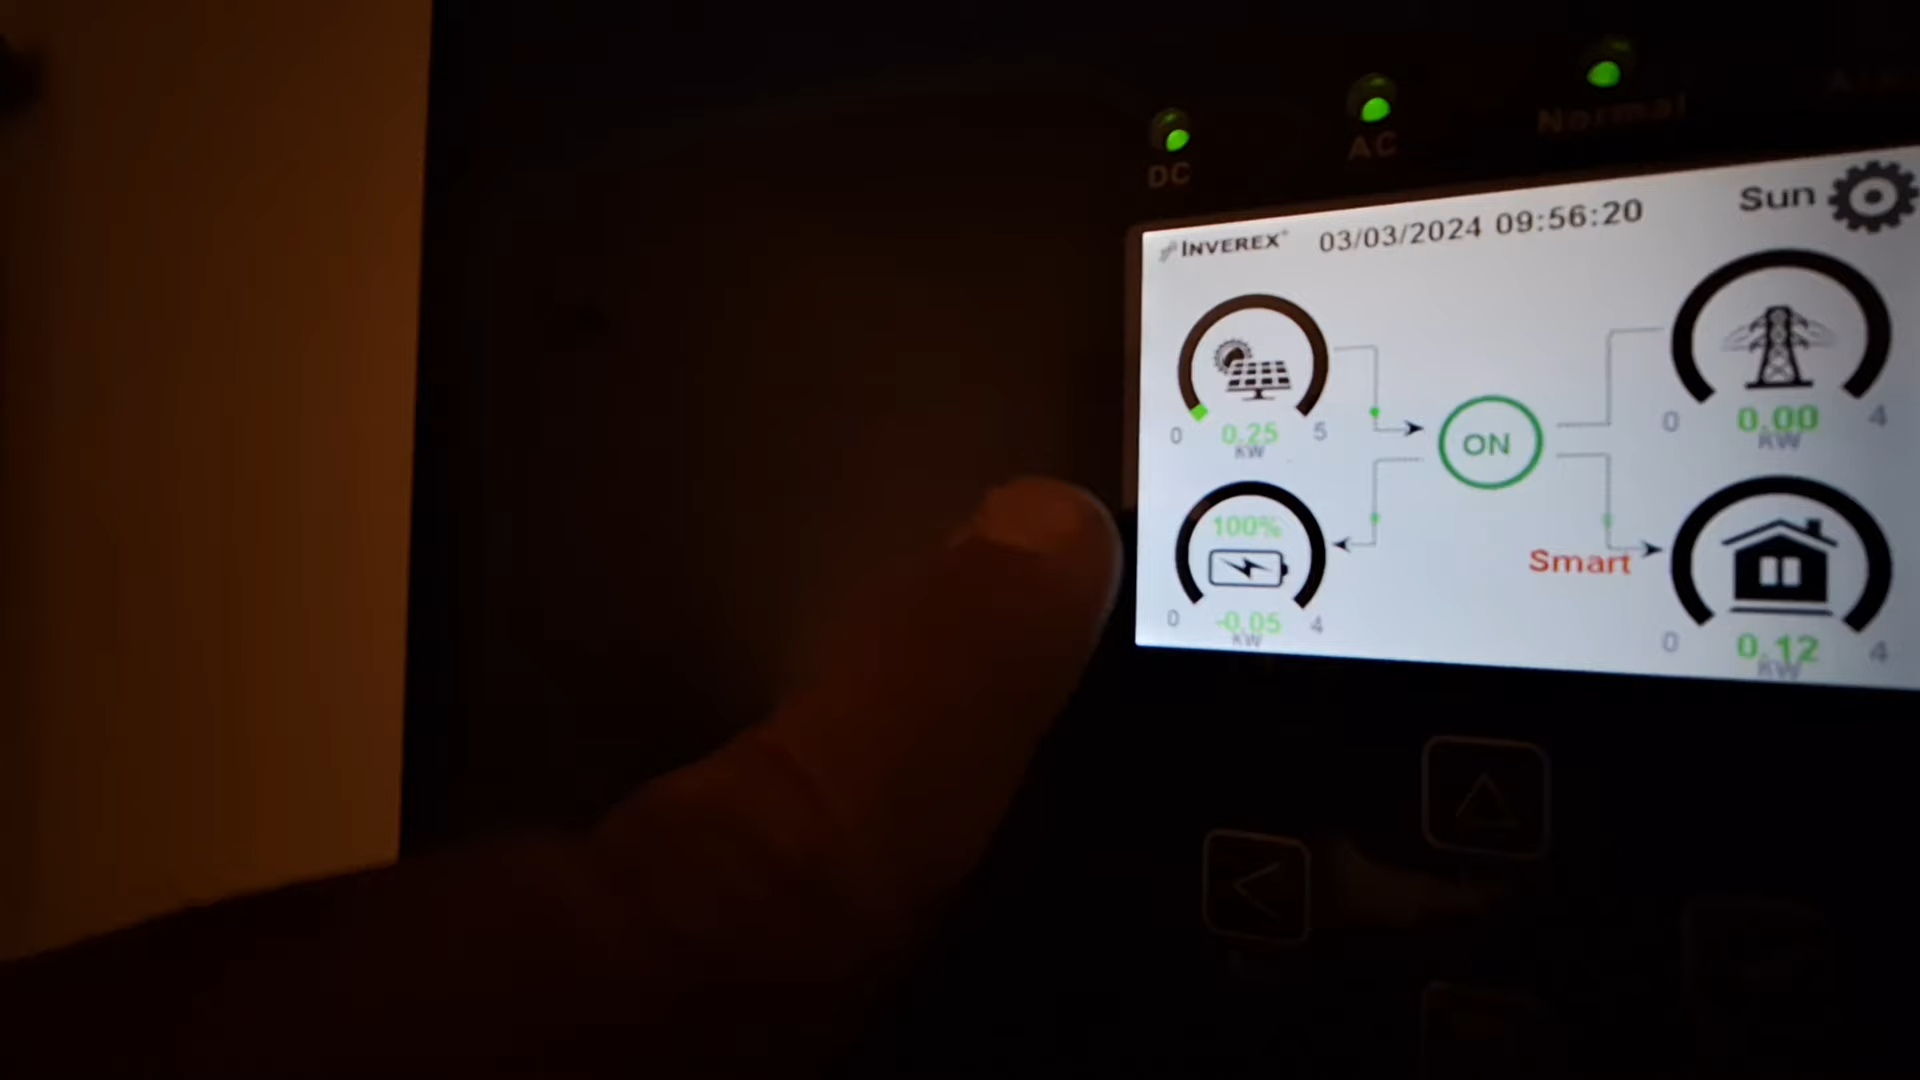 DC
AC
Normal
INVEREX® 03/03/2024 09:56:20 Sun
0 0.25 5
KW
0 0.00 4
KW
ON
100%
Smart
0 -0.05 4
KW
0 0.12 4
KW